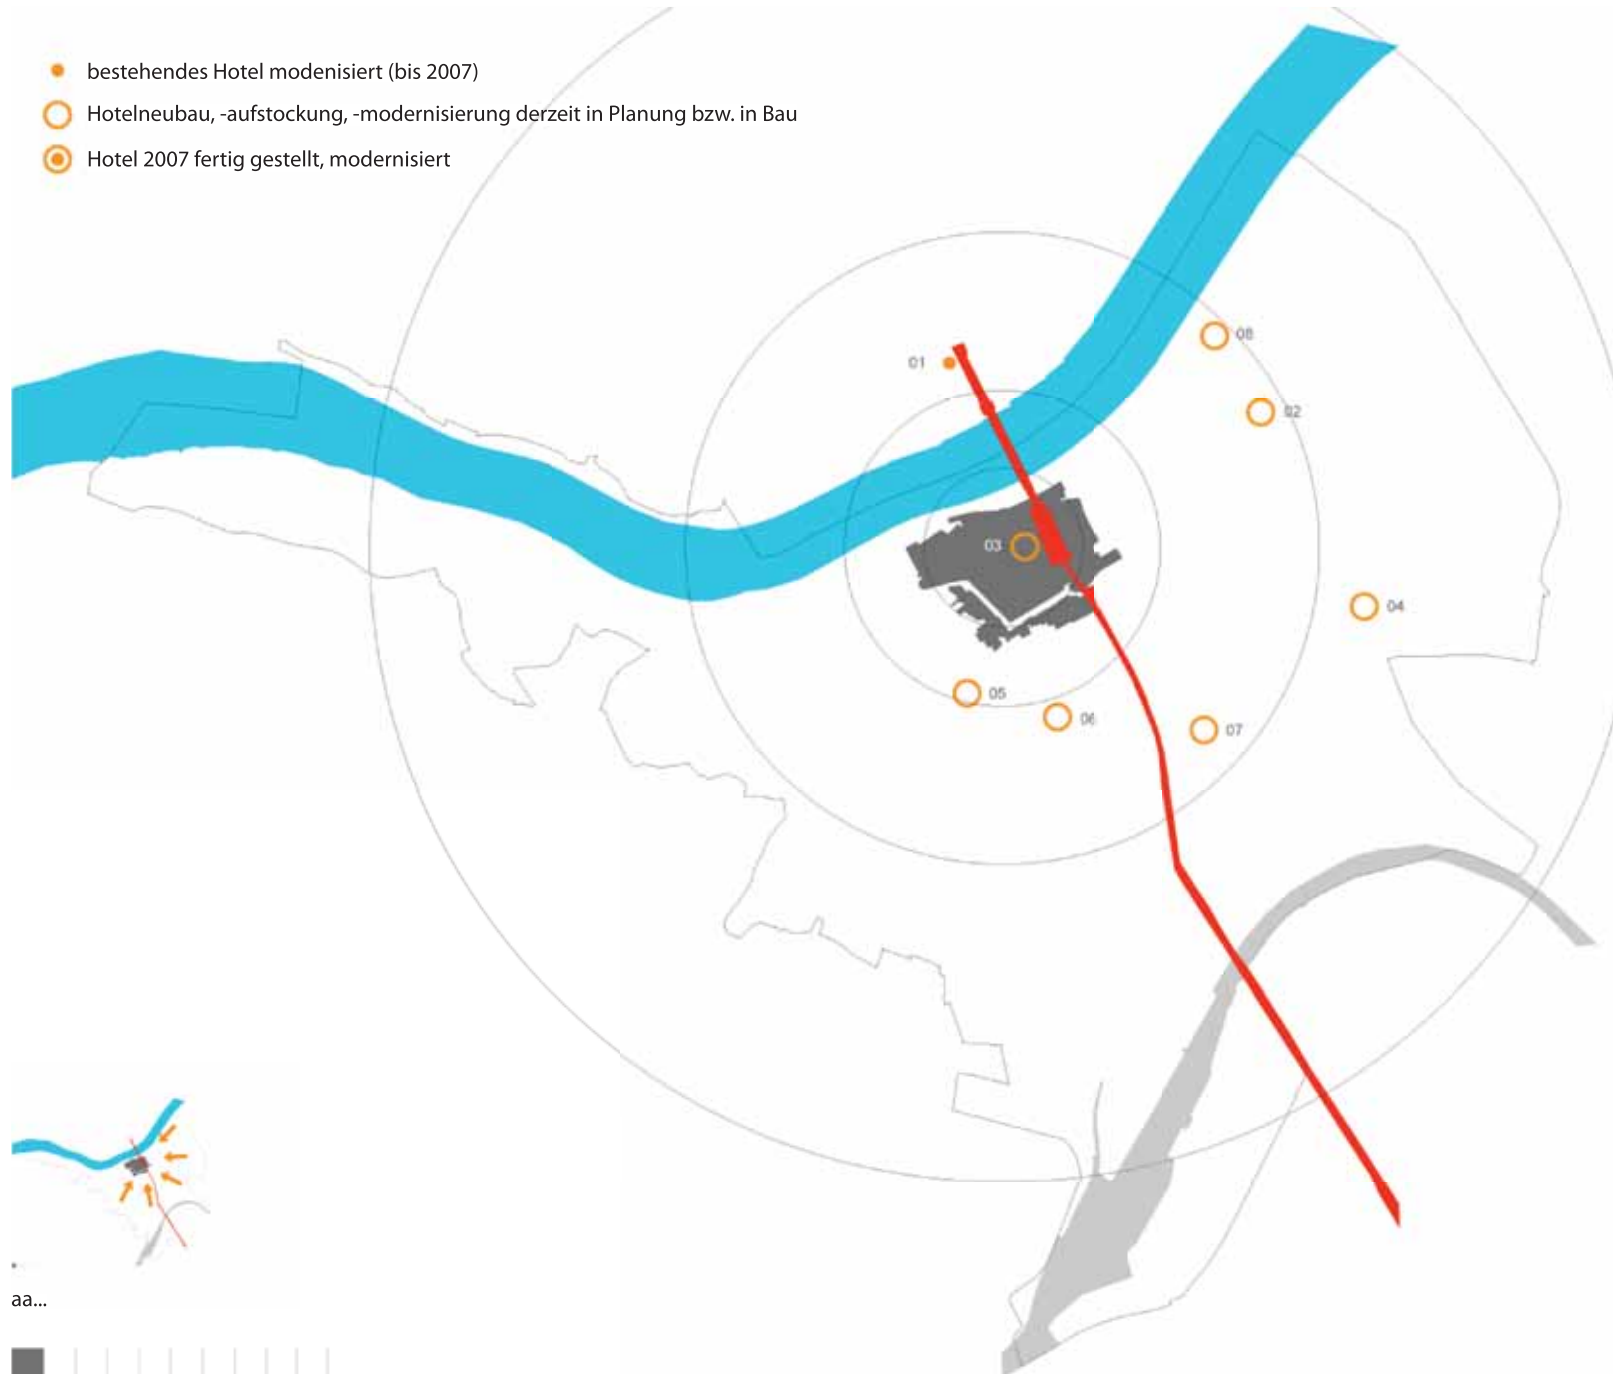 bestehendes Hotel modenisiert (bis 2007)
Hotelneubau, -aufstockung, -modernisierung derzeit in Planung bzw. in Bau
Hotel 2007 fertig gestellt, modernisiert
08
01
02
03
04
05
06
07
aa...